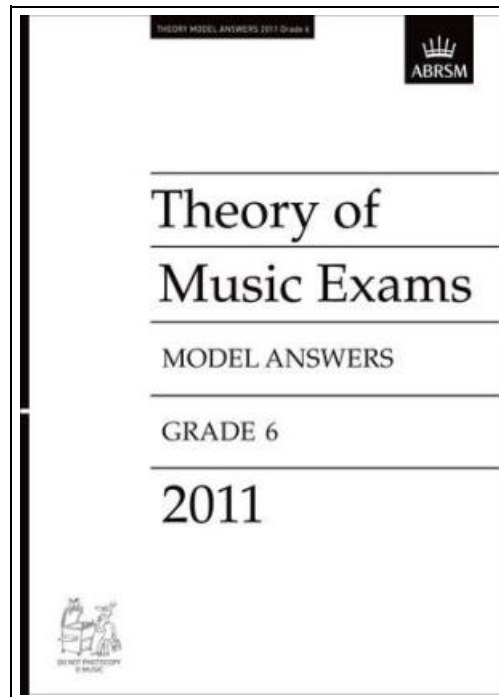 THEORY MODEL ANSWERS 2011 Grade 6
ABRSM
Theory of
Music Exams
MODEL ANSWERS
GRADE 6
2011
DO NOT PHOTOCOPY
© MUSIC